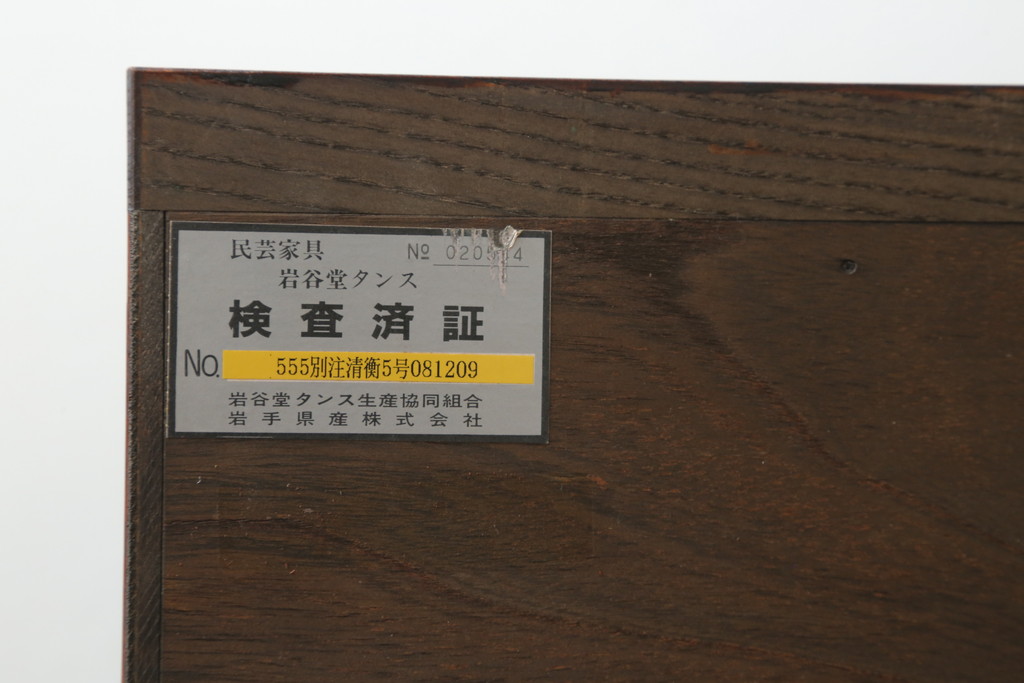 民芸家具 №
岩谷堂タンス
検査済証
No. 555別注清衡5号081209
岩谷堂タンス生産協同組合
岩手県産株式会社